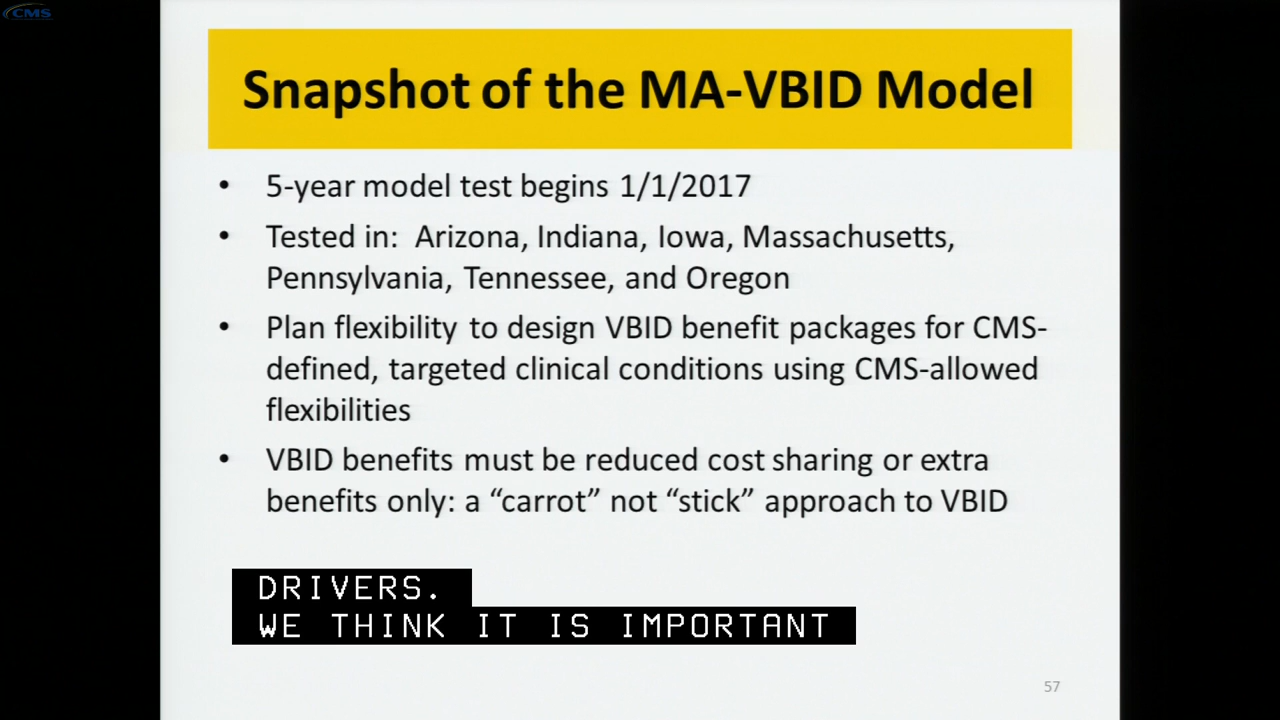 CMS
Snapshot of the MA-VBID Model
• 5-year model test begins 1/1/2017
• Tested in: Arizona, Indiana, Iowa, Massachusetts,
Pennsylvania, Tennessee, and Oregon
• Plan flexibility to design VBID benefit packages for CMS-
defined, targeted clinical conditions using CMS-allowed
flexibilities
• VBID benefits must be reduced cost sharing or extra
benefits only: a “carrot” not “stick” approach to VBID
DRIVERS.
WE THINK IT IS IMPORTANT
57